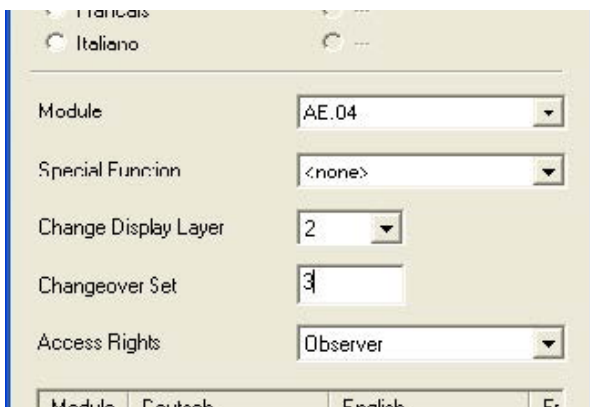 Francais ---
Italiano ---
Module AE.04
Special Function <none>
Change Display Layer 2
Changeover Set 3
Access Rights Observer
Module Deutsch English